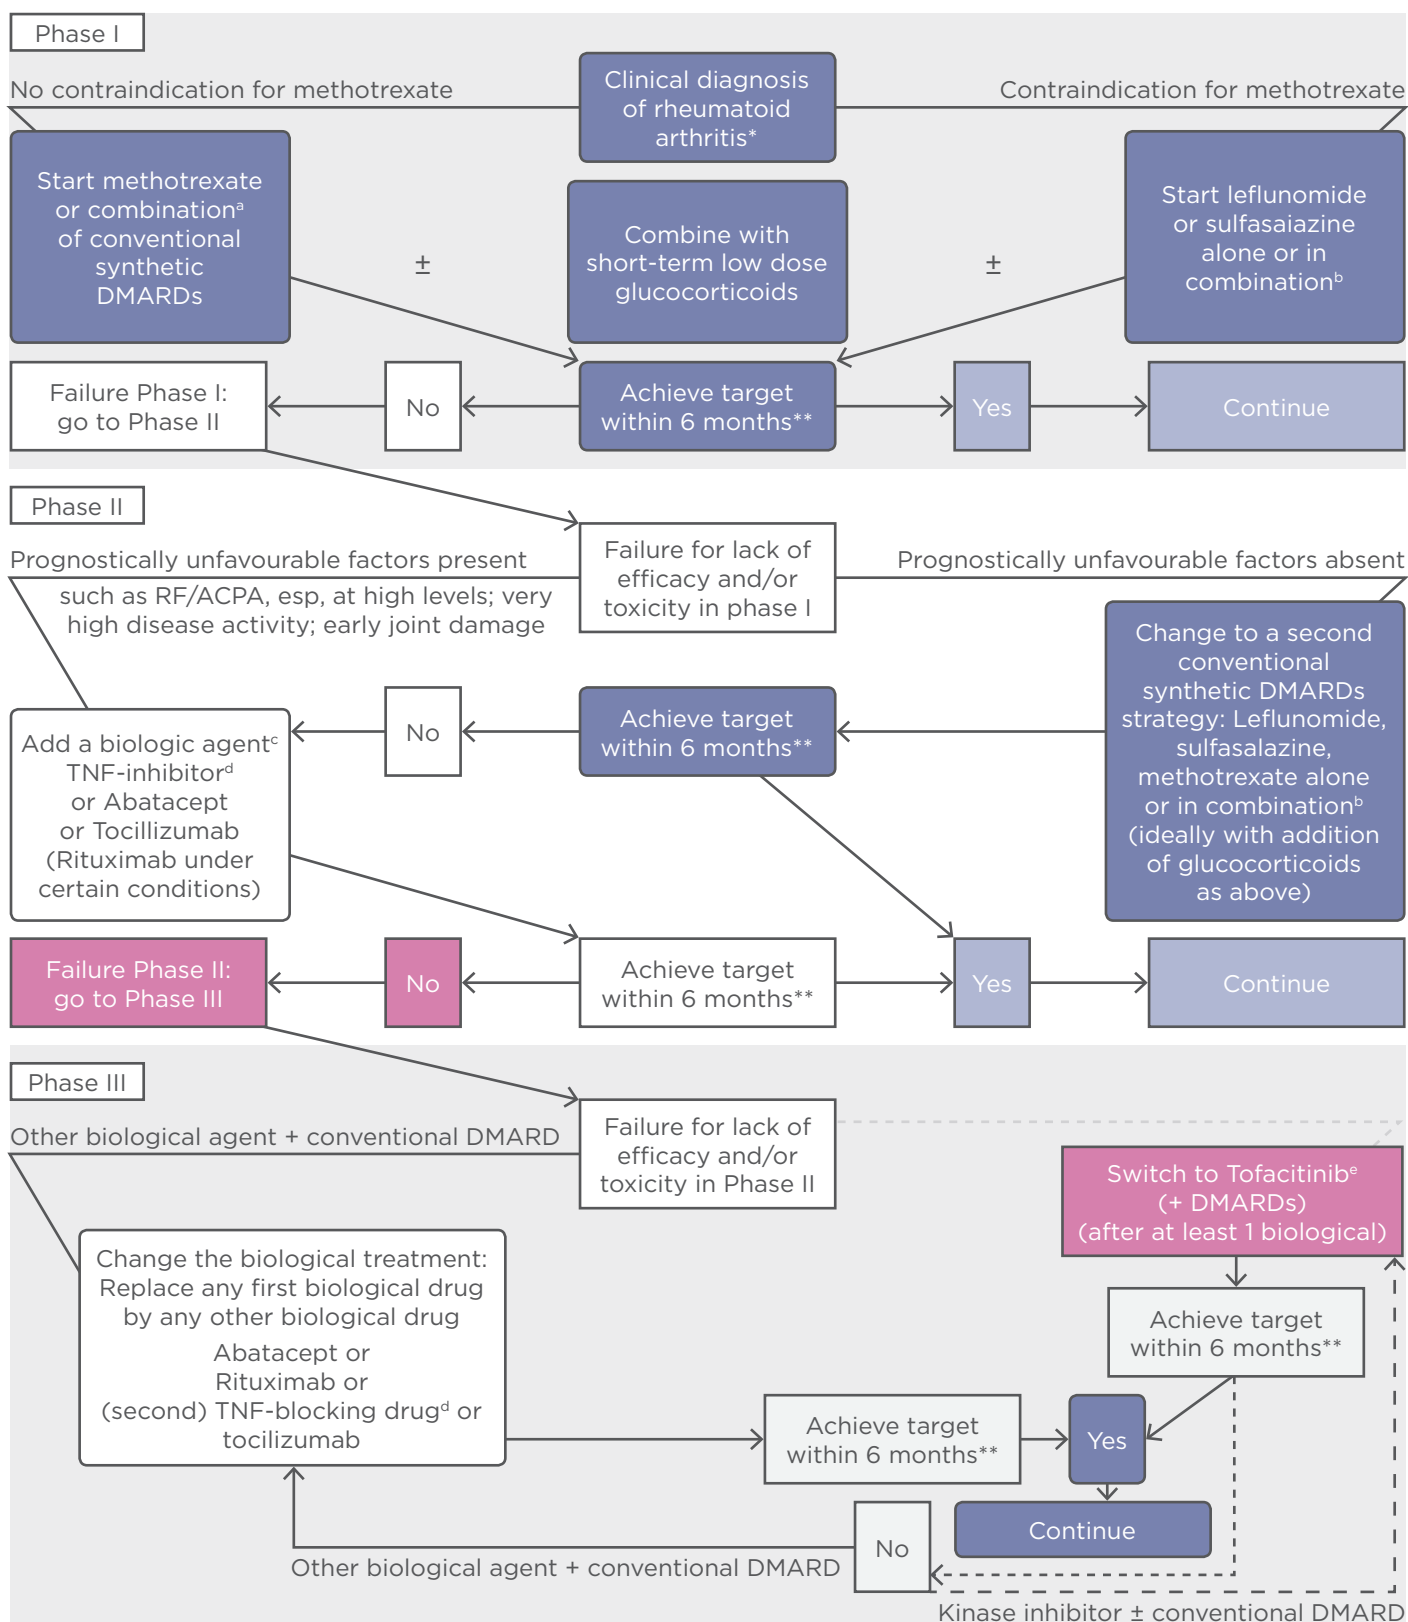 Phase I
No contraindication for methotrexate
Clinical diagnosis
of rheumatoid
arthritis*
Contraindication for methotrexate
Start methotrexate
or combinationᵃ
of conventional
synthetic
DMARDs
±
Combine with
short-term low dose
glucocorticoids
±
Start leflunomide
or sulfasaiazine
alone or in
combinationᵇ
Failure Phase I:
go to Phase II
No
Achieve target
within 6 months**
Yes
Continue
Phase II
Prognostically unfavourable factors present
such as RF/ACPA, esp, at high levels; very
high disease activity; early joint damage
Failure for lack of
efficacy and/or
toxicity in phase I
Prognostically unfavourable factors absent
Change to a second
conventional
synthetic DMARDs
strategy: Leflunomide,
sulfasalazine,
methotrexate alone
or in combinationᵇ
(ideally with addition
of glucocorticoids
as above)
Achieve target
within 6 months**
No
Add a biologic agentᶜ
TNF-inhibitorᵈ
or Abatacept
or Tocillizumab
(Rituximab under
certain conditions)
Failure Phase II:
go to Phase III
No
Achieve target
within 6 months**
Yes
Continue
Phase III
Other biological agent + conventional DMARD
Failure for lack of
efficacy and/or
toxicity in Phase II
Switch to Tofacitinibᵉ
(+ DMARDs)
(after at least 1 biological)
Change the biological treatment:
Replace any first biological drug
by any other biological drug
Abatacept or
Rituximab or
(second) TNF-blocking drugᵈ or
tocilizumab
Achieve target
within 6 months**
Achieve target
within 6 months**
Yes
Continue
No
Other biological agent + conventional DMARD
Kinase inhibitor ± conventional DMARD